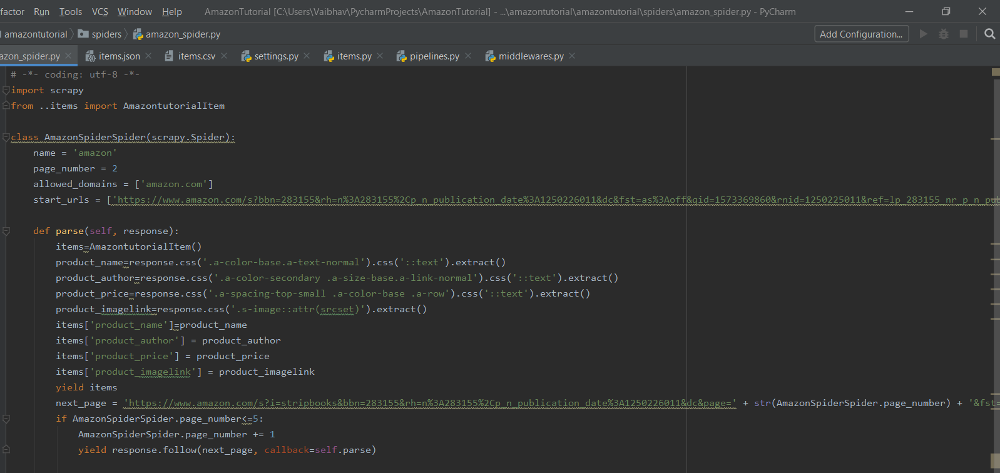 factor Run Tools VCS Window Help AmazonTutorial [C:\Users\Vaibhav\PycharmProjects\AmazonTutorial] - ...\amazontutorial\amazontutorial\spiders\amazon_spider.py - PyCharm
amazontutorial spiders amazon_spider.py Add Configuration...
azon_spider.py items.json items.csv settings.py items.py pipelines.py middlewares.py
# -*- coding: utf-8 -*-
import scrapy
from ..items import AmazontutorialItem
class AmazonSpiderSpider(scrapy.Spider):
name = 'amazon'
page_number = 2
allowed_domains = ['amazon.com']
start_urls = ['https://www.amazon.com/s?bbn=283155&rh=n%3A283155%2Cp_n_publication_date%3A1250226011&dc&fst=as%3Aoff&qid=1573369860&rnid=1250225011&ref=lp_283155_nr_p_n_pub
def parse(self, response):
items=AmazontutorialItem()
product_name=response.css('.a-color-base.a-text-normal').css('::text').extract()
product_author=response.css('.a-color-secondary .a-size-base.a-link-normal').css('::text').extract()
product_price=response.css('.a-spacing-top-small .a-color-base .a-row').css('::text').extract()
product_imagelink=response.css('.s-image::attr(srcset)').extract()
items['product_name']=product_name
items['product_author'] = product_author
items['product_price'] = product_price
items['product_imagelink'] = product_imagelink
yield items
next_page = 'https://www.amazon.com/s?i=stripbooks&bbn=283155&rh=n%3A283155%2Cp_n_publication_date%3A1250226011&dc&page=' + str(AmazonSpiderSpider.page_number) + '&fst=
if AmazonSpiderSpider.page_number<=5:
AmazonSpiderSpider.page_number += 1
yield response.follow(next_page, callback=self.parse)